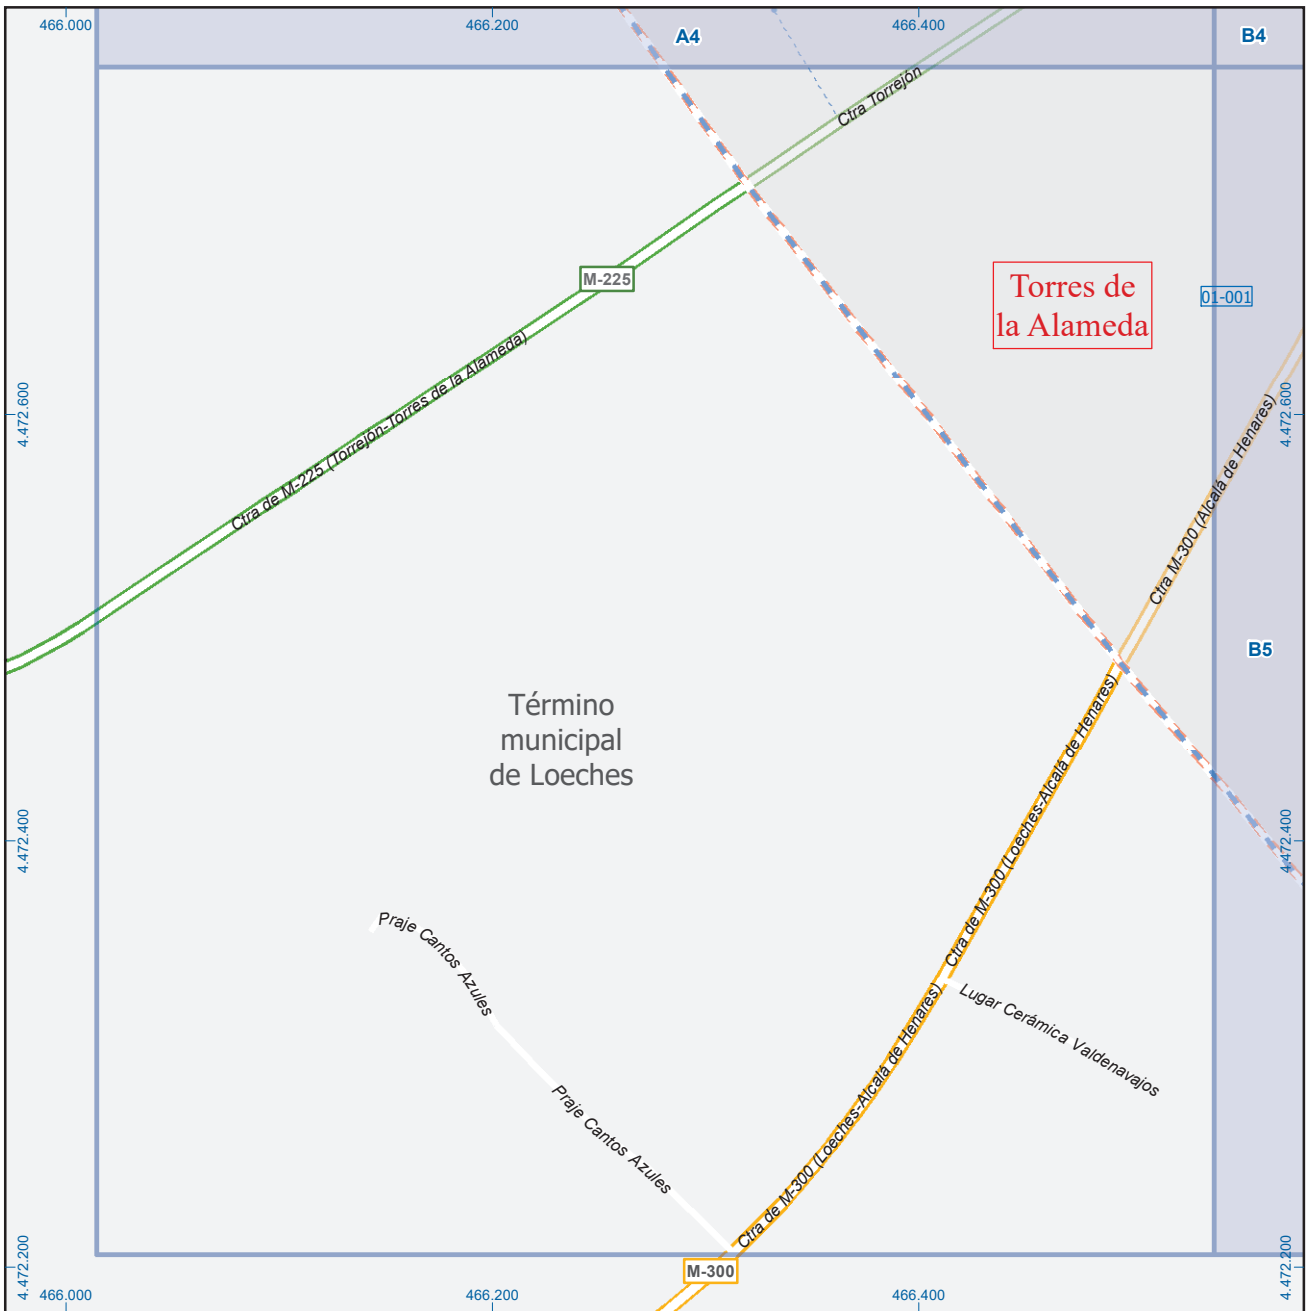 466.000
466.200
466.400
A4
B4
Ctra Torrejón
M-225
Torres de
la Alameda
01-001
Ctra de M-225 (Torrejón-Torres de la Alameda)
4.472.600
4.472.600
Ctra M-300 (Alcalá de Henares)
B5
Término
municipal
de Loeches
Ctra de M-300 (Loeches-Alcalá de Henares)
4.472.400
4.472.400
Praje Cantos Azules
Lugar Cerámica Valdenavajos
Ctra de M-300 (Loeches-Alcalá de Henares)
Praje Cantos Azules
M-300
4.472.200
4.472.200
466.000
466.200
466.400